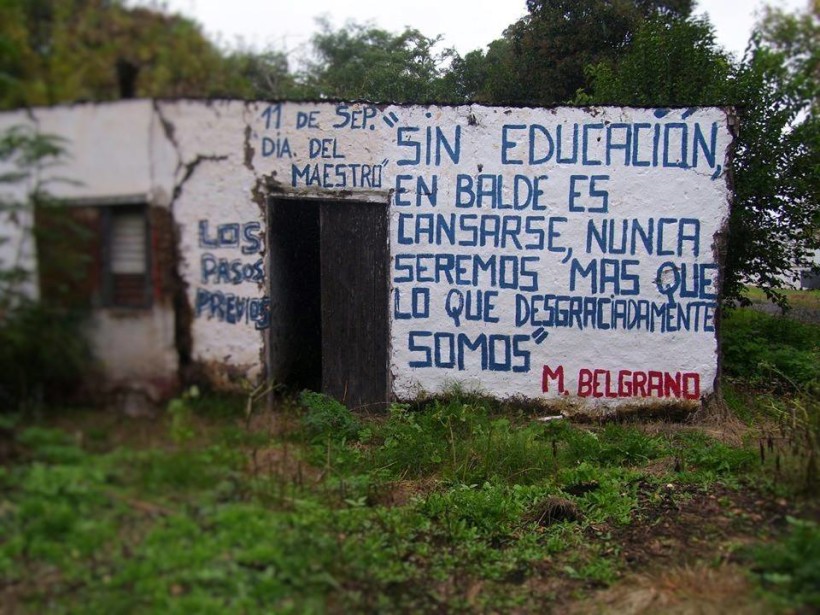 11 DE SEP.
DIA. DEL
MAESTRO
LOS
PASOS
PREVIOS
"SIN EDUCACIÓN,
EN BALDE ES
CANSARSE, NUNCA
SEREMOS MAS QUE
LO QUE DESGRACIADAMENTE
SOMOS"
M. BELGRANO